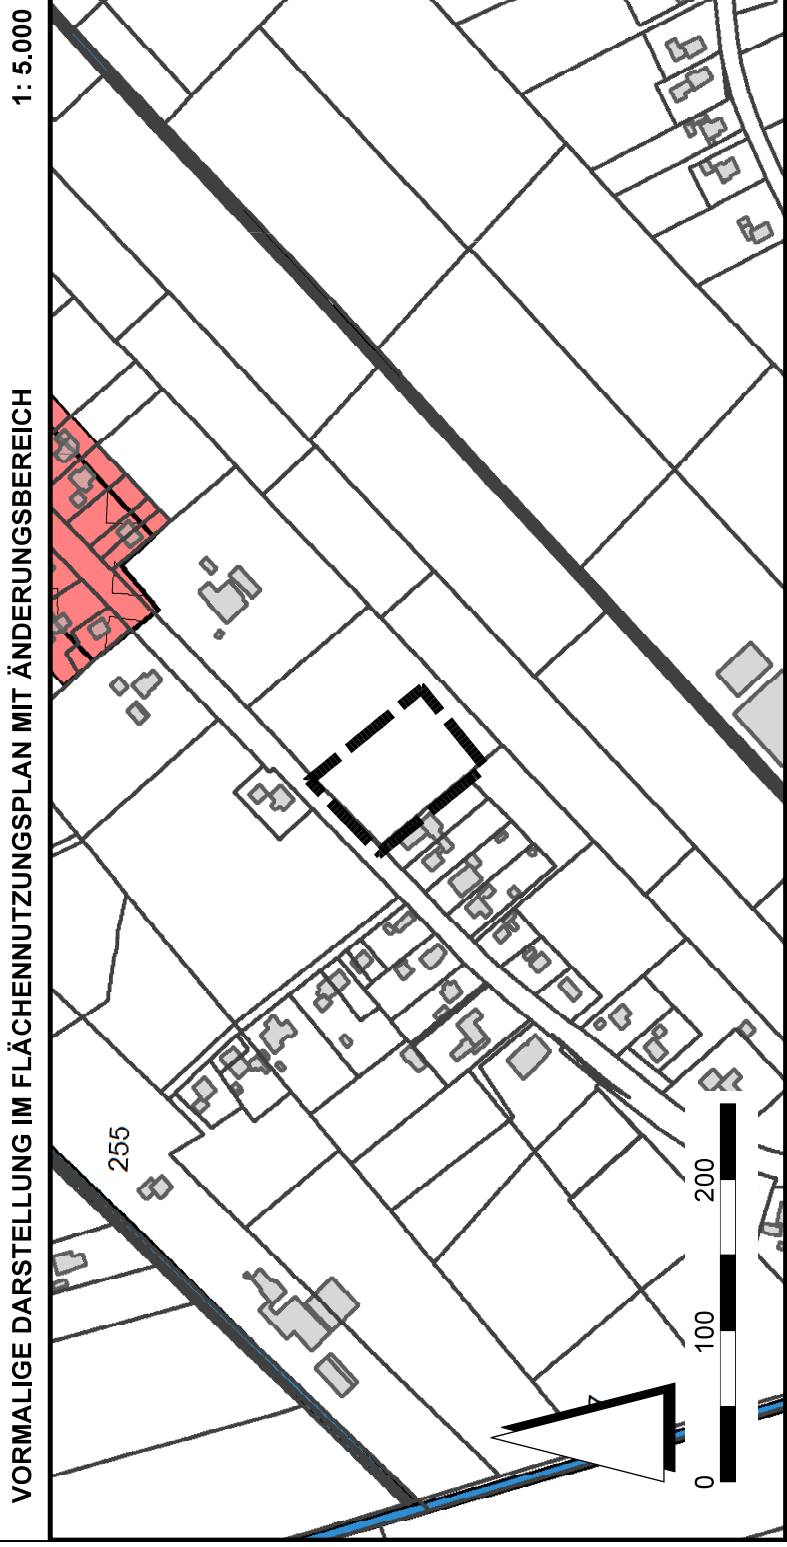 VORMALIGE DARSTELLUNG IM FLÄCHENNUTZUNGSPLAN MIT ÄNDERUNGSBEREICH 1: 5.000
255
0 100 200